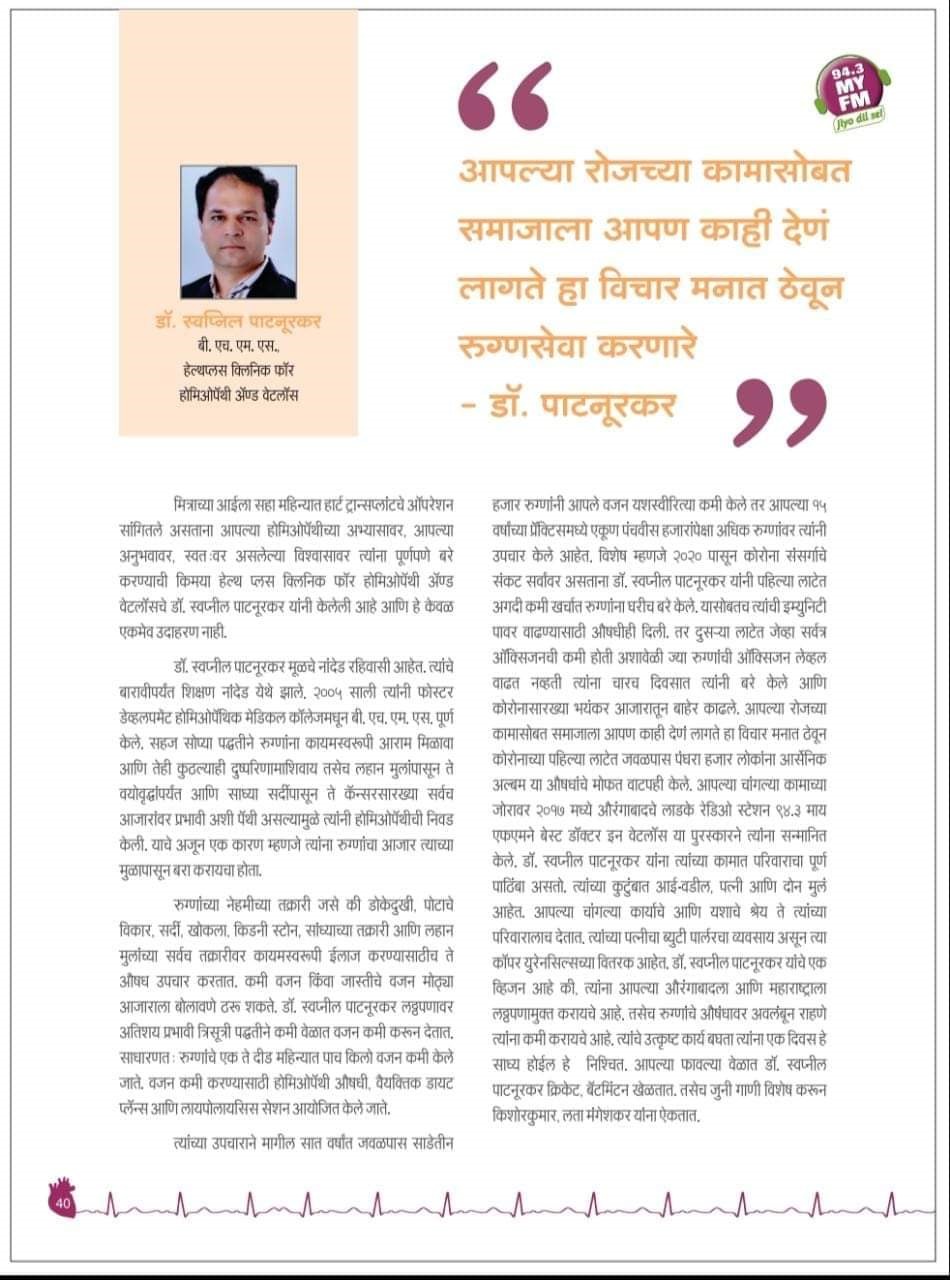 94.3
MY
FM
Jiyo dil se!
आपल्या रोजच्या कामासोबत
समाजाला आपण काही देणं
लागते हा विचार मनात ठेवून
रुग्णसेवा करणारे
- डॉ. पाटनूरकर
डॉ. स्वप्निल पाटनूरकर
बी. एच. एम. एस.,
हेल्थप्लस क्लिनिक फॉर
होमिओपॅथी ॲण्ड वेटलॉस
मित्राच्या आईला सहा महिन्यात हार्ट ट्रान्सप्लांटचे ऑपरेशन
सांगितले असताना आपल्या होमिओपॅथीच्या अभ्यासावर, आपल्या
अनुभवावर, स्वतःवर असलेल्या विश्वासावर त्यांना पूर्णपणे बरे
करण्याची किमया हेल्थ प्लस क्लिनिक फॉर होमिओपॅथी ॲण्ड
वेटलॉसचे डॉ. स्वप्नील पाटनूरकर यांनी केलेली आहे आणि हे केवळ
एकमेव उदाहरण नाही.
डॉ. स्वप्नील पाटनूरकर मूळचे नांदेड रहिवासी आहेत. त्यांचे
बारावीपर्यंत शिक्षण नांदेड येथे झाले. २००५ साली त्यांनी फोस्टर
डेव्हलपमेंट होमिओपॅथिक मेडिकल कॉलेजमधून बी. एच. एम. एस. पूर्ण
केले. सहज सोप्या पद्धतीने रुग्णांना कायमस्वरूपी आराम मिळावा
आणि तेही कुठल्याही दुष्परिणामाशिवाय तसेच लहान मुलांपासून ते
वयोवृद्धांपर्यंत आणि साध्या सर्दीपासून ते कॅन्सरसारख्या सर्वच
आजारांवर प्रभावी अशी पॅथी असल्यामुळे त्यांनी होमिओपॅथीची निवड
केली. याचे अजून एक कारण म्हणजे त्यांना रुग्णांचा आजार त्याच्या
मुळापासून बरा करायचा होता.
रुग्णांच्या नेहमीच्या तक्रारी जसे की डोकेदुखी, पोटाचे
विकार, सर्दी, खोकला, किडनी स्टोन, सांध्याच्या तक्रारी आणि लहान
मुलांच्या सर्वच तक्रारीवर कायमस्वरूपी ईलाज करण्यासाठीच ते
औषध उपचार करतात. कमी वजन किंवा जास्तीचे वजन मोठ्या
आजाराला बोलावणे ठरू शकते. डॉ. स्वप्नील पाटनूरकर लठ्ठपणावर
अतिशय प्रभावी त्रिसूत्री पद्धतीने कमी वेळात वजन कमी करून देतात.
साधारणतः रुग्णांचे एक ते दीड महिन्यात पाच किलो वजन कमी केले
जाते. वजन कमी करण्यासाठी होमिओपॅथी औषधी, वैयक्तिक डायट
प्लॅन्स आणि लायपोलायसिस सेशन आयोजित केले जाते.
त्यांच्या उपचाराने मागील सात वर्षांत जवळपास साडेतीन
हजार रुग्णांनी आपले वजन यशस्वीरित्या कमी केले तर आपल्या १५
वर्षांच्या प्रॅक्टिसमध्ये एकूण पंचवीस हजारांपेक्षा अधिक रुग्णांवर त्यांनी
उपचार केले आहेत. विशेष म्हणजे २०२० पासून कोरोना संसर्गाचे
संकट सर्वांवर असताना डॉ. स्वप्नील पाटनूरकर यांनी पहिल्या लाटेत
अगदी कमी खर्चात रुग्णांना घरीच बरे केले. यासोबतच त्यांची इम्युनिटी
पावर वाढण्यासाठी औषधीही दिली. तर दुसऱ्या लाटेत जेव्हा सर्वत्र
ऑक्सिजनची कमी होती अशावेळी ज्या रुग्णांची ऑक्सिजन लेव्हल
वाढत नव्हती त्यांना चारच दिवसात त्यांनी बरे केले आणि
कोरोनासारख्या भयंकर आजारातून बाहेर काढले. आपल्या रोजच्या
कामासोबत समाजाला आपण काही देणं लागते हा विचार मनात ठेवून
कोरोनाच्या पहिल्या लाटेत जवळपास पंधरा हजार लोकांना आर्सेनिक
अल्बम या औषधांचे मोफत वाटपही केले. आपल्या चांगल्या कामाच्या
जोरावर २०१७ मध्ये औरंगाबादचे लाडके रेडिओ स्टेशन ९४.३ माय
एफएमने बेस्ट डॉक्टर इन वेटलॉस या पुरस्काराने त्यांना सन्मानित
केले. डॉ. स्वप्नील पाटनूरकर यांना त्यांच्या कामात परिवाराचा पूर्ण
पाठिंबा असतो. त्यांच्या कुटुंबात आई-वडील, पत्नी आणि दोन मुलं
आहेत. आपल्या चांगल्या कार्याचे आणि यशाचे श्रेय ते त्यांच्या
परिवारालाच देतात. त्यांच्या पत्नीचा ब्युटी पार्लरचा व्यवसाय असून त्या
कॉपर युरेनसिल्सच्या वितरक आहेत. डॉ. स्वप्नील पाटनूरकर यांचे एक
व्हिजन आहे की, त्यांना आपल्या औरंगाबादला आणि महाराष्ट्राला
लठ्ठपणामुक्त करायचे आहे. तसेच रुग्णांचे औषंधावर अवलंबून राहणे
त्यांना कमी करायचे आहे. त्यांचे उत्कृष्ट कार्य बघता त्यांना एक दिवस हे
साध्य होईल हे निश्चित. आपल्या फावल्या वेळात डॉ. स्वप्नील
पाटनूरकर क्रिकेट, बॅटमिंटन खेळतात. तसेच जुनी गाणी विशेष करून
किशोरकुमार, लता मंगेशकर यांना ऐकतात.
40